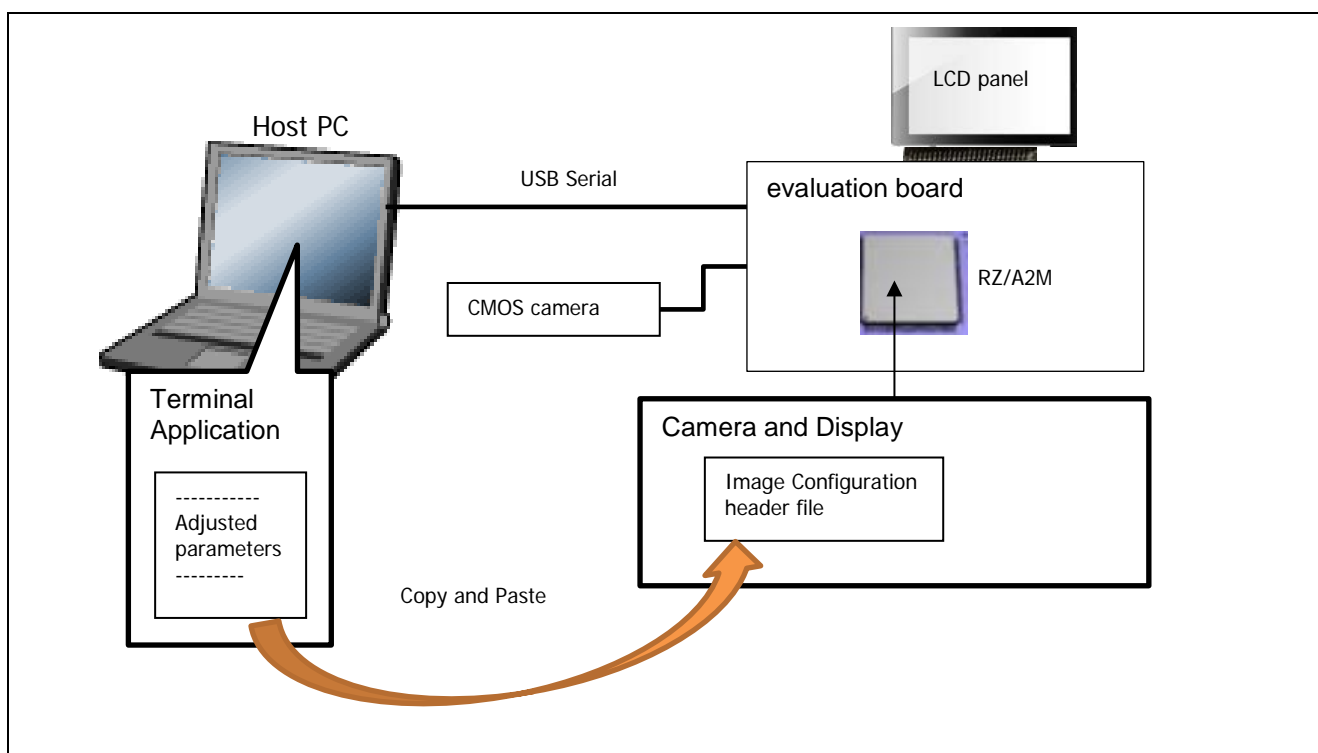 LCD panel
Host PC
USB Serial
evaluation board
RZ/A2M
CMOS camera
Terminal
Application
-----------
Adjusted
parameters
---------
Camera and Display
Image Configuration
header file
Copy and Paste